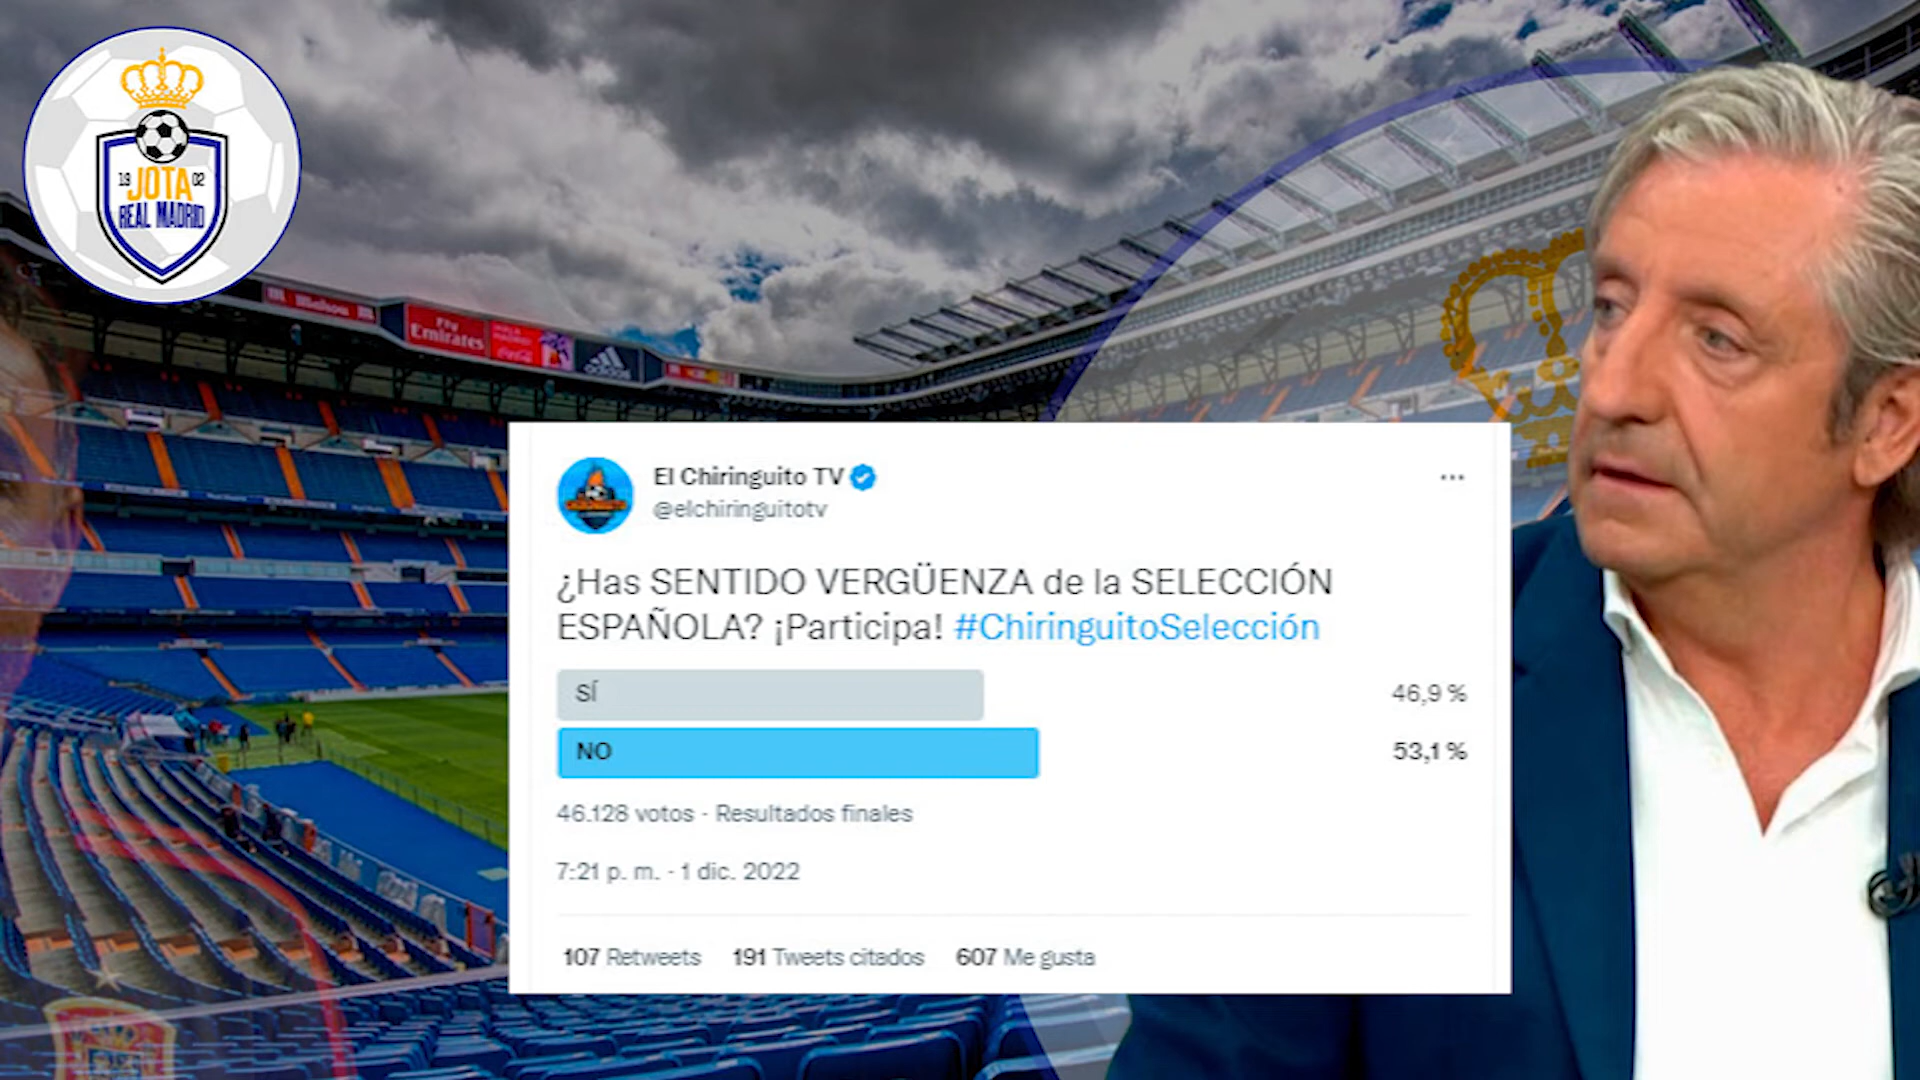 19 JOTA 02
REAL MADRID
Mahou
Fly
Emirates
adidas
El Chiringuito TV
@elchiringuitotv
¿Has SENTIDO VERGÜENZA de la SELECCIÓN
ESPAÑOLA? ¡Participa! #ChiringuitoSelección
SÍ 46,9 %
NO 53,1 %
46.128 votos · Resultados finales
7:21 p. m. · 1 dic. 2022
107 Retweets 191 Tweets citados 607 Me gusta